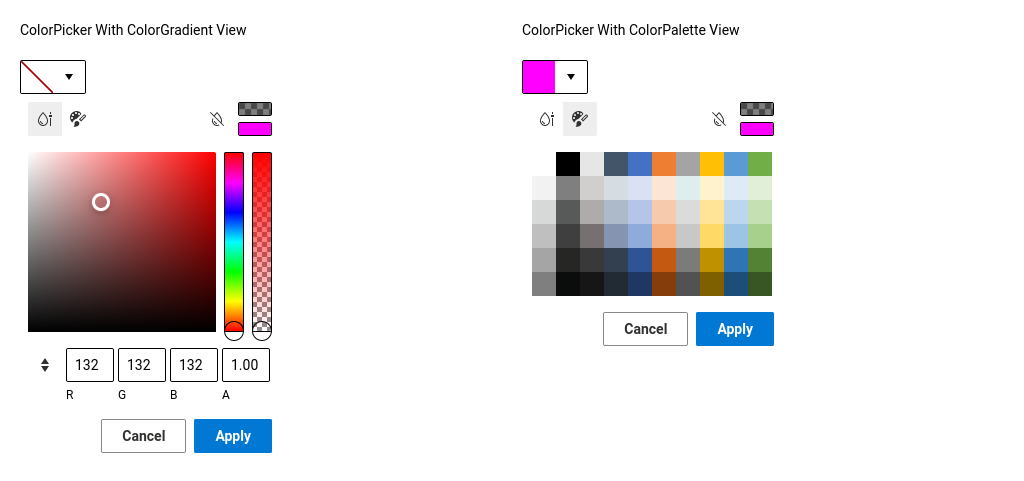 ColorPicker With ColorGradient View
132 132 132 1.00
R G B A
Cancel Apply
ColorPicker With ColorPalette View
Cancel Apply